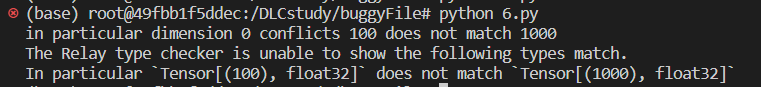 (base) root@49fbb1f5ddec:/DLCstudy/buggyFile# python 6.py
in particular dimension 0 conflicts 100 does not match 1000
The Relay type checker is unable to show the following types match.
In particular `Tensor[(100), float32]` does not match `Tensor[(1000), float32]`